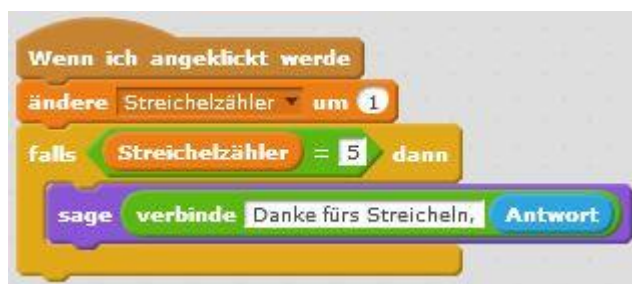 Wenn ich angeklickt werde
ändere Streichelzähler um 1
falls Streichelzähler = 5 dann
sage verbinde Danke fürs Streicheln, Antwort